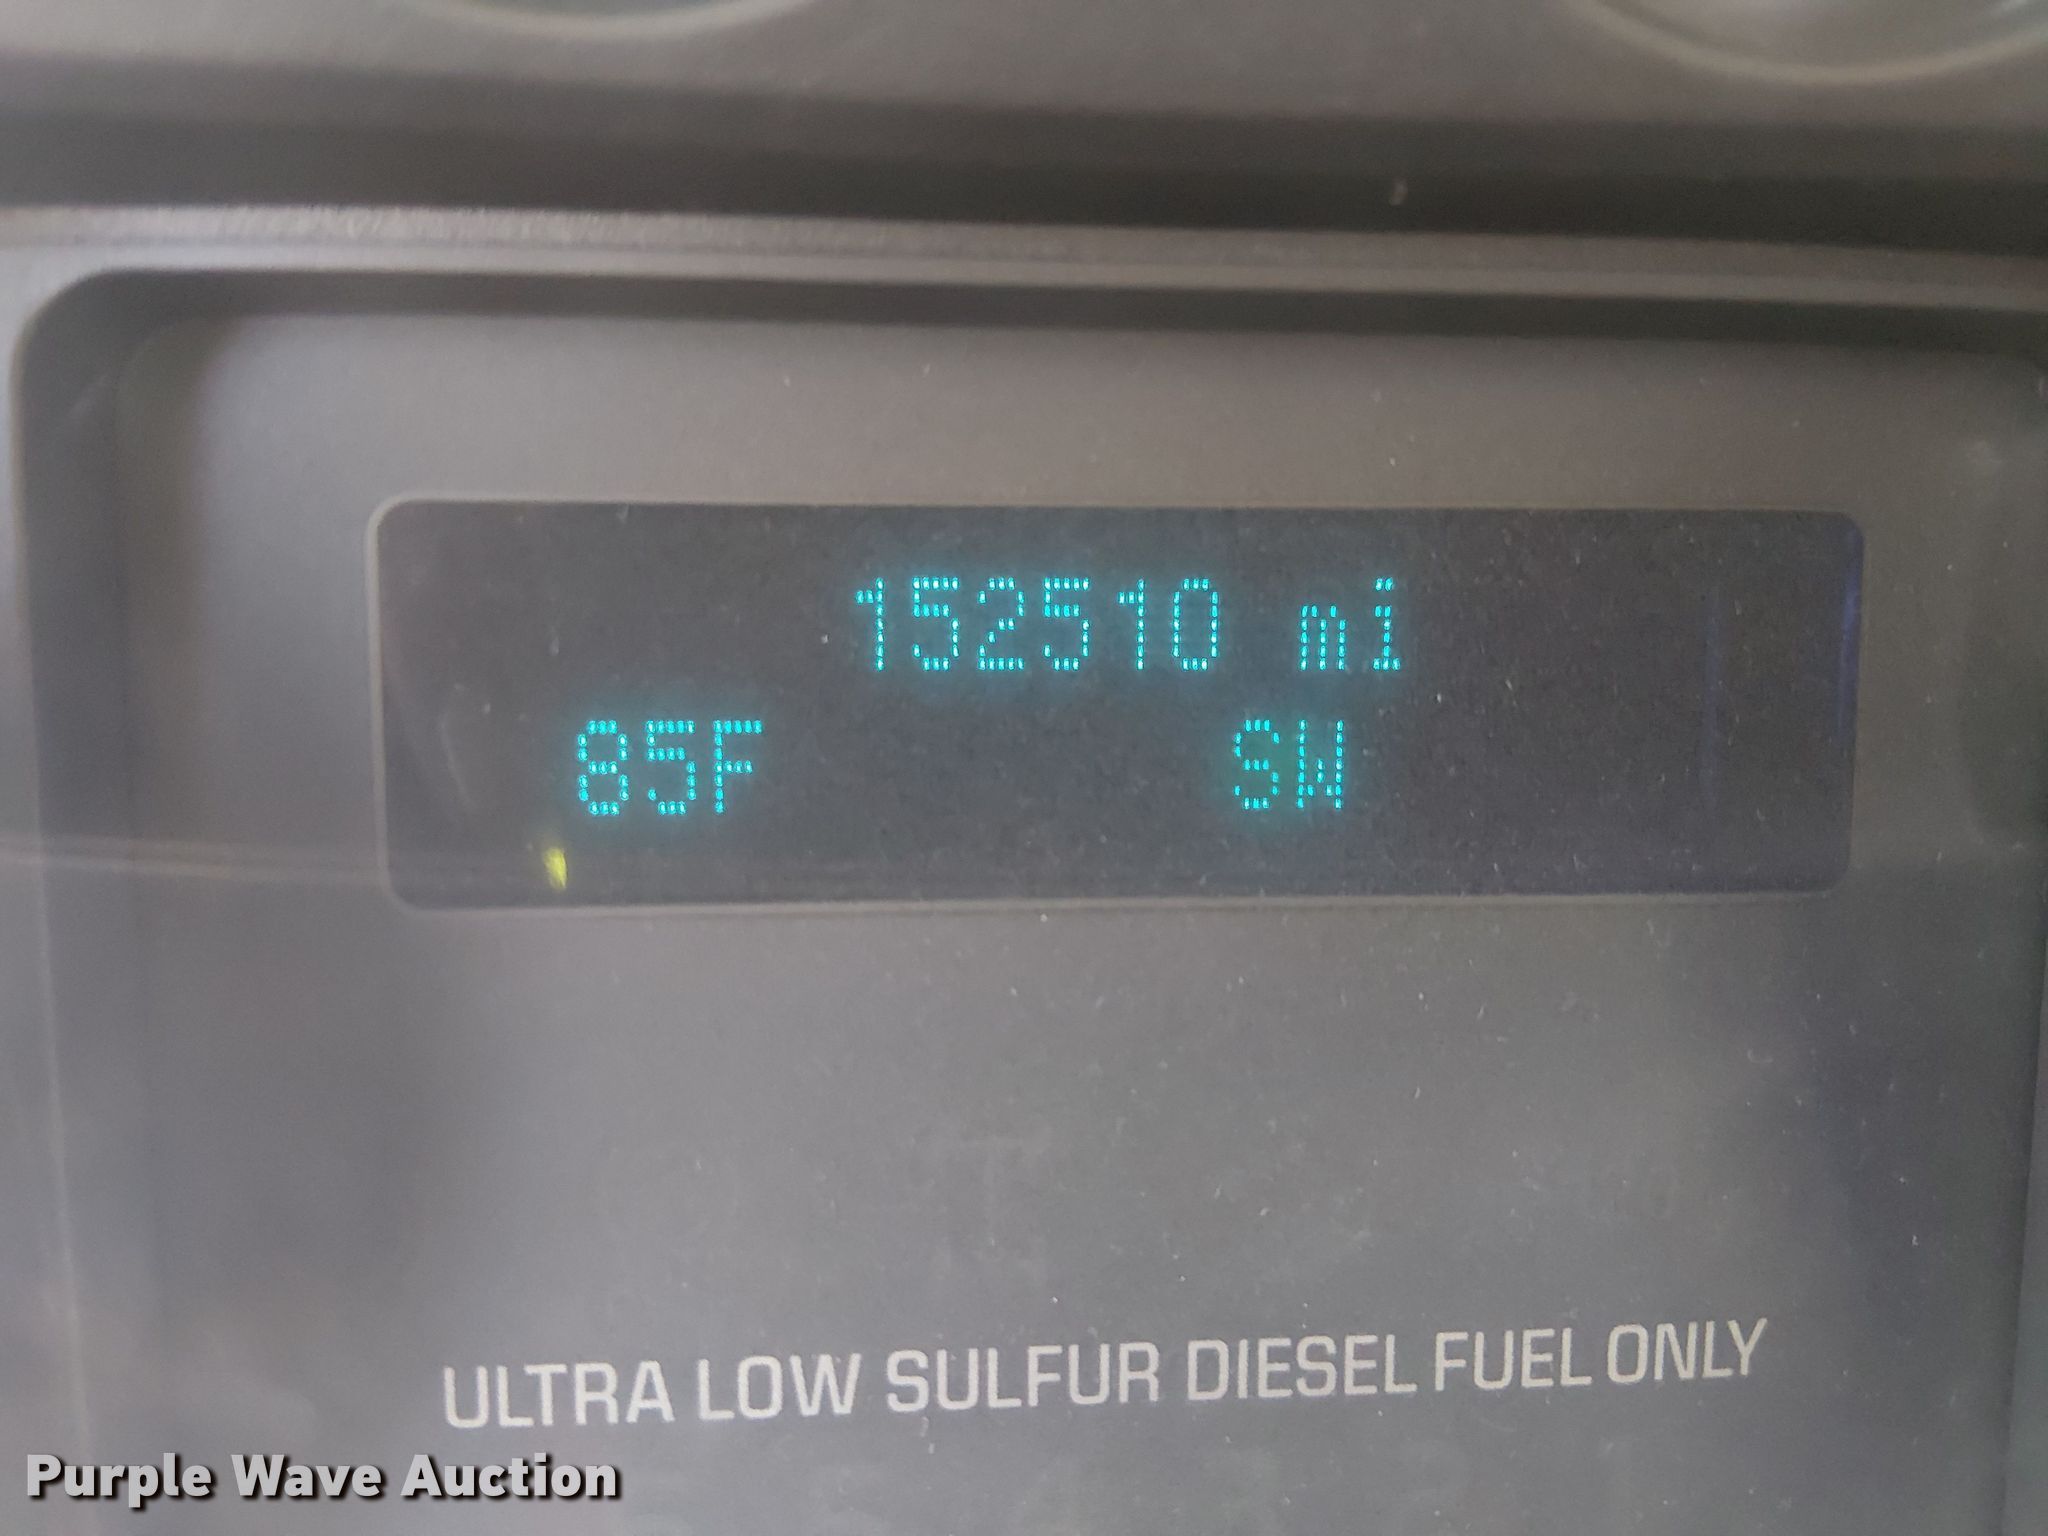 152510 mi
85F SW
ULTRA LOW SULFUR DIESEL FUEL ONLY
Purple Wave Auction